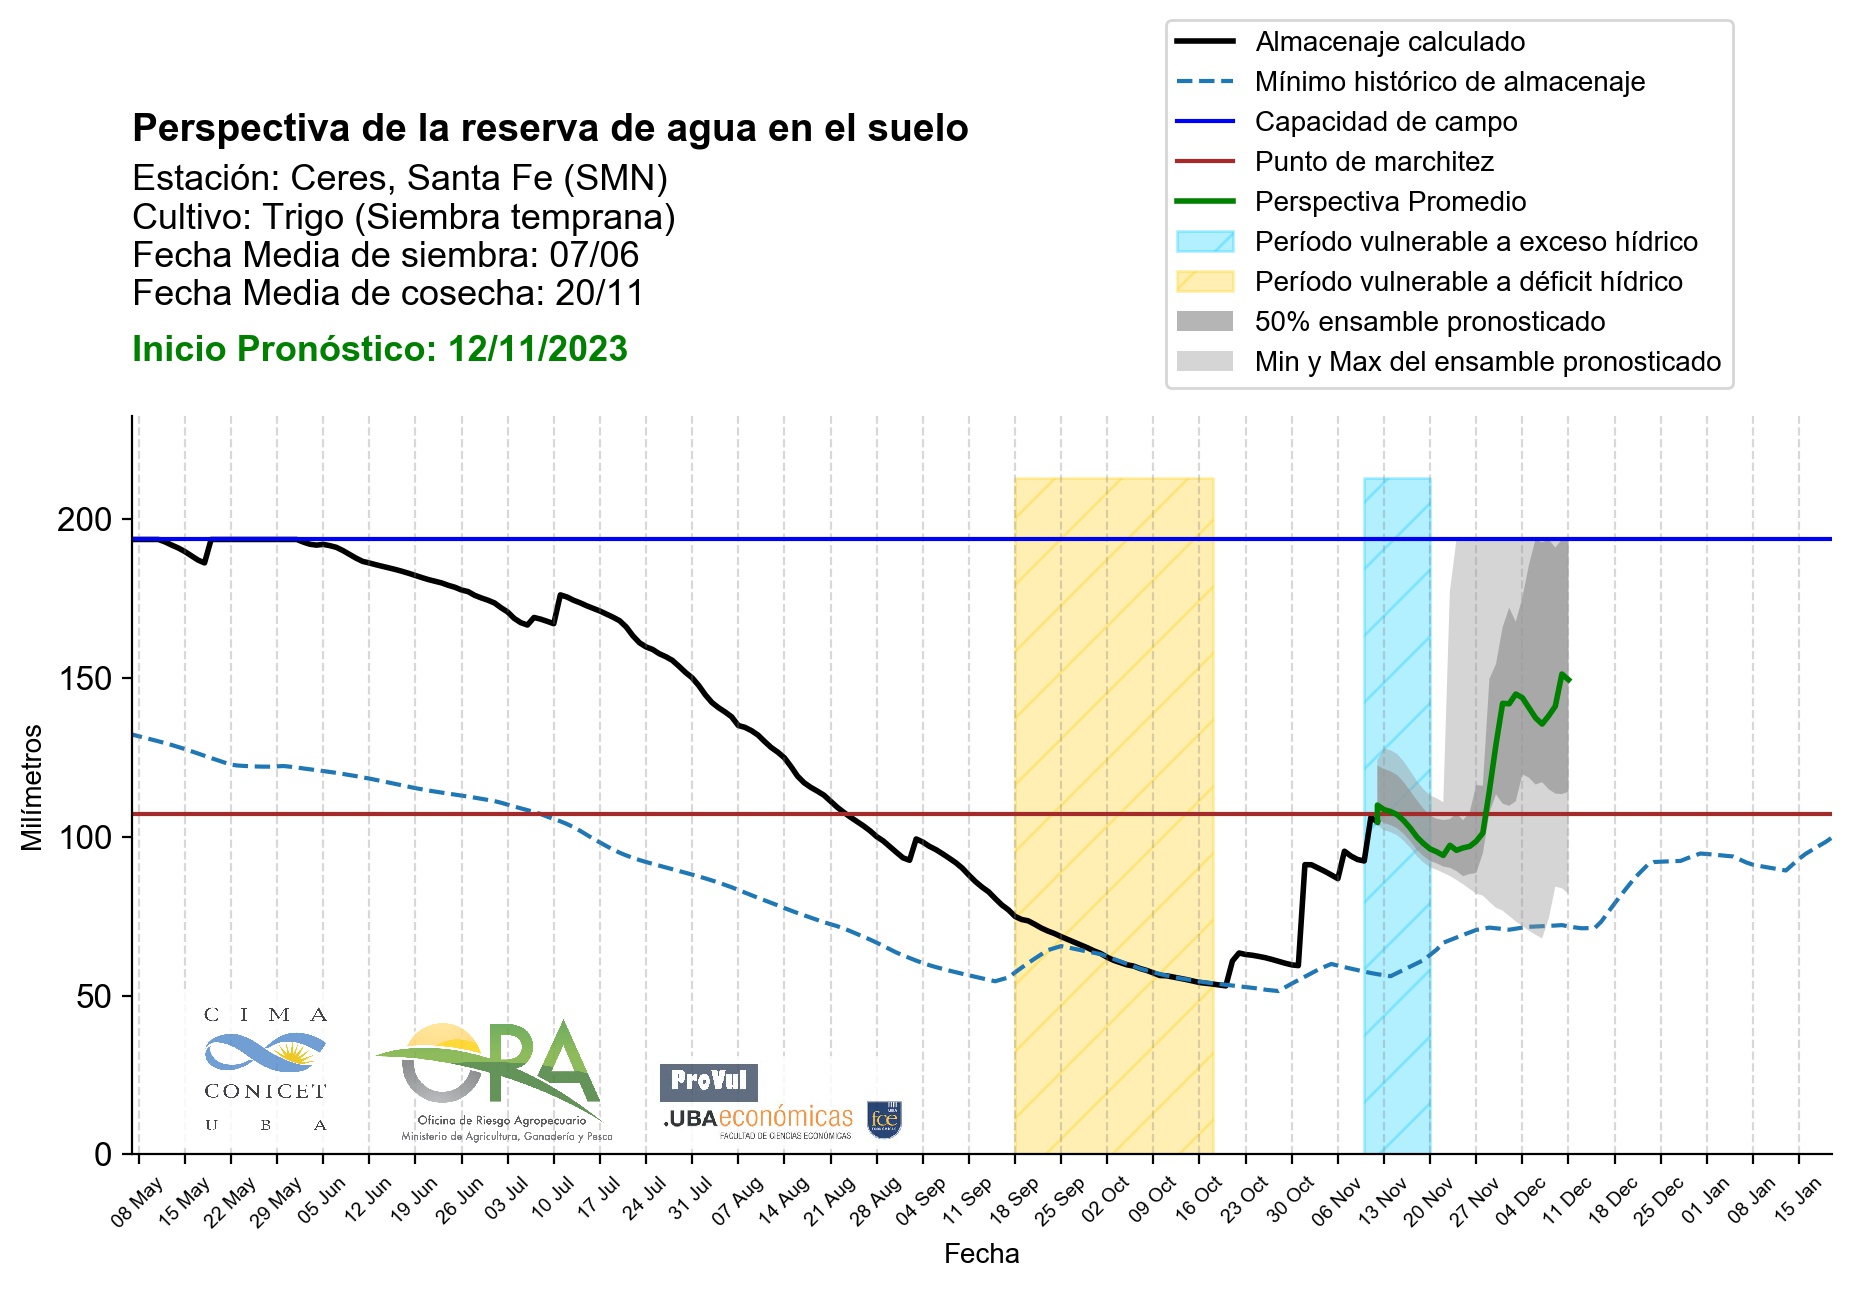 Almacenaje calculado
Mínimo histórico de almacenaje
Capacidad de campo
Punto de marchitez
Perspectiva Promedio
Período vulnerable a exceso hídrico
Período vulnerable a déficit hídrico
50% ensamble pronosticado
Min y Max del ensamble pronosticado
Perspectiva de la reserva de agua en el suelo
Estación: Ceres, Santa Fe (SMN)
Cultivo: Trigo (Siembra temprana)
Fecha Media de siembra: 07/06
Fecha Media de cosecha: 20/11
Inicio Pronóstico: 12/11/2023
Milímetros
200
150
100
50
0
CIMA
CONICET
UBA
ORA
Oficina de Riesgo Agropecuario
Ministerio de Agricultura, Ganadería y Pesca
ProVul
.UBAeconómicas
FACULTAD DE CIENCIAS ECONÓMICAS
UBA
fce
08 May
15 May
22 May
29 May
05 Jun
12 Jun
19 Jun
26 Jun
03 Jul
10 Jul
17 Jul
24 Jul
31 Jul
07 Aug
14 Aug
21 Aug
28 Aug
04 Sep
11 Sep
18 Sep
25 Sep
02 Oct
09 Oct
16 Oct
23 Oct
30 Oct
06 Nov
13 Nov
20 Nov
27 Nov
04 Dec
11 Dec
18 Dec
25 Dec
01 Jan
08 Jan
15 Jan
Fecha